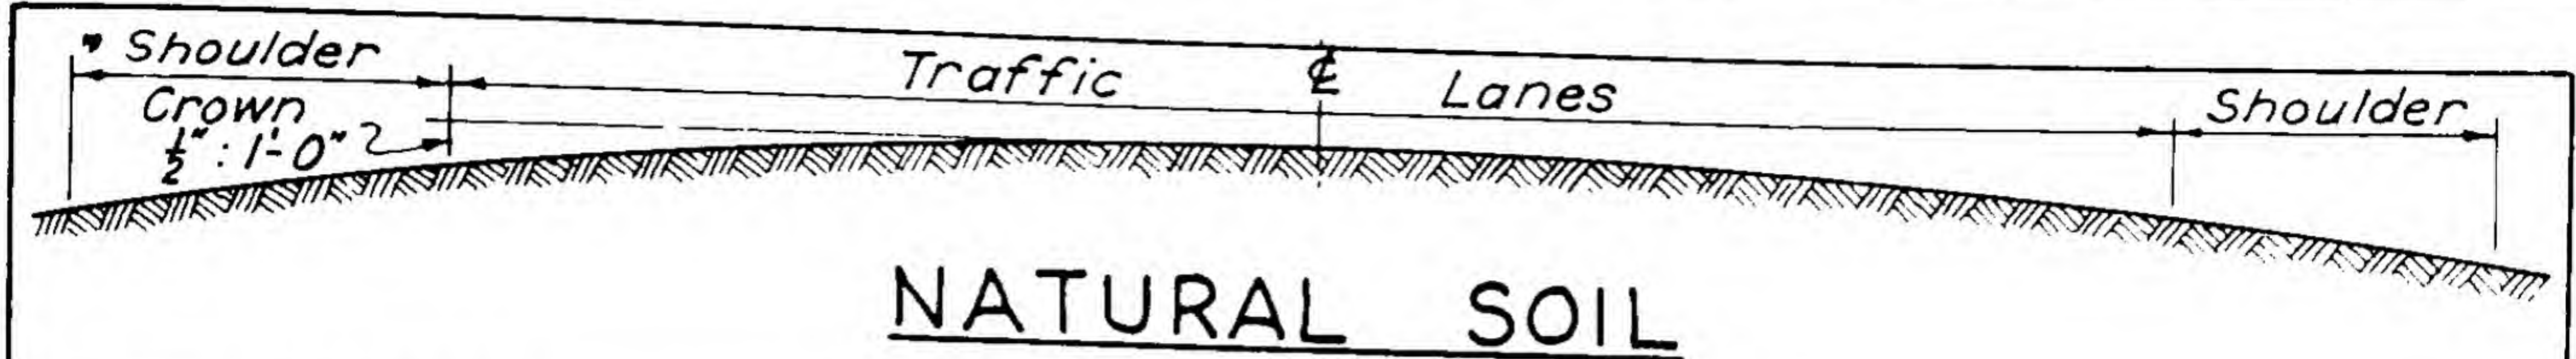 " Shoulder
Traffic ℄ Lanes
Shoulder
Crown
½" : 1'-0"
NATURAL SOIL